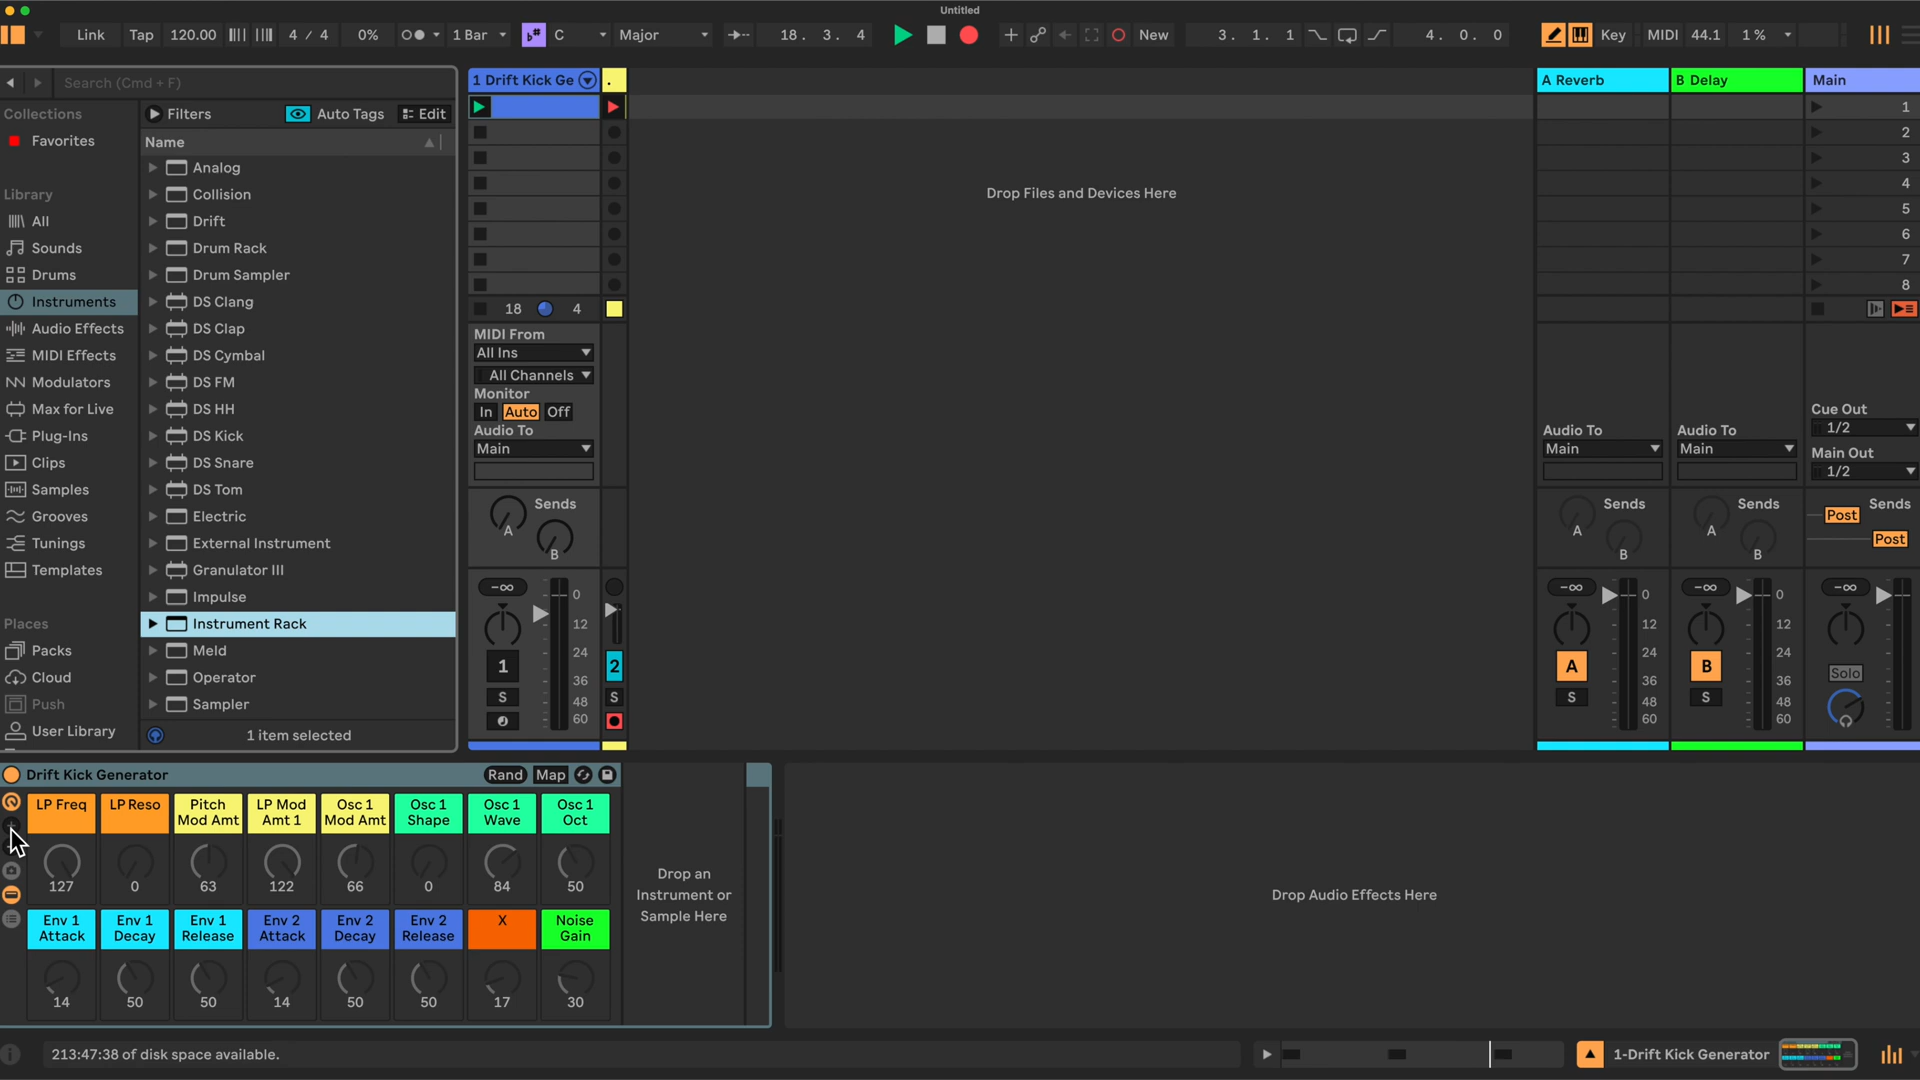 Untitled
Link
Tap
120.00
4 / 4
0%
1 Bar
C
Major
18. 3. 4
New
3. 1. 1
4. 0. 0
Key
MIDI
44.1
1 %
Search (Cmd + F)
Collections
Favorites
Library
All
Sounds
Drums
Instruments
Audio Effects
MIDI Effects
Modulators
Max for Live
Plug-Ins
Clips
Samples
Grooves
Tunings
Templates
Places
Packs
Cloud
Push
User Library
Filters
Auto Tags
Edit
Name
Analog
Collision
Drift
Drum Rack
Drum Sampler
DS Clang
DS Clap
DS Cymbal
DS FM
DS HH
DS Kick
DS Snare
DS Tom
Electric
External Instrument
Granulator III
Impulse
Instrument Rack
Meld
Operator
Sampler
1 item selected
1 Drift Kick Ge
.
18
4
MIDI From
All Ins
All Channels
Monitor
In
Auto
Off
Audio To
Main
Sends
A
B
-∞
0
12
24
36
48
60
1
S
2
S
Drop Files and Devices Here
A Reverb
Audio To
Main
Sends
A
B
-∞
0
12
24
36
48
60
A
S
B Delay
Audio To
Main
Sends
A
B
-∞
0
12
24
36
48
60
B
S
Main
1
2
3
4
5
6
7
8
Cue Out
1/2
Main Out
1/2
Sends
Post
Post
-∞
0
12
24
36
48
60
Solo
Drift Kick Generator
Rand
Map
LP Freq
127
LP Reso
0
Pitch
Mod Amt
63
LP Mod
Amt 1
122
Osc 1
Mod Amt
66
Osc 1
Shape
0
Osc 1
Wave
84
Osc 1
Oct
50
Env 1
Attack
14
Env 1
Decay
50
Env 1
Release
50
Env 2
Attack
14
Env 2
Decay
50
Env 2
Release
50
X
17
Noise
Gain
30
Drop an
Instrument or
Sample Here
Drop Audio Effects Here
213:47:38 of disk space available.
1-Drift Kick Generator